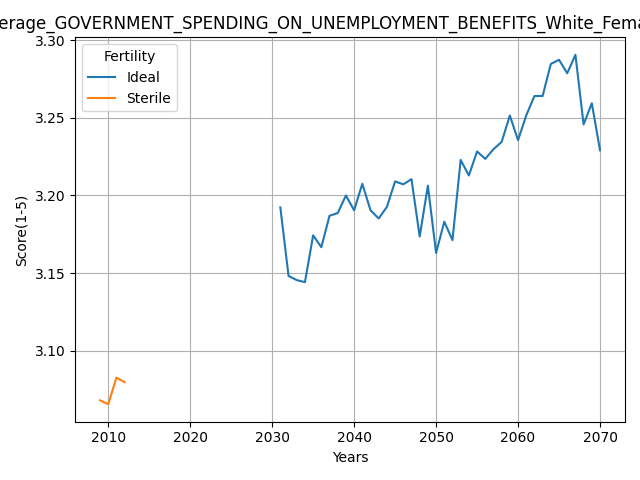 erage_GOVERNMENT_SPENDING_ON_UNEMPLOYMENT_BENEFITS_White_Fema
Fertility
Ideal
Sterile
Score(1-5)
3.30
3.25
3.20
3.15
3.10
2010 2020 2030 2040 2050 2060 2070
Years